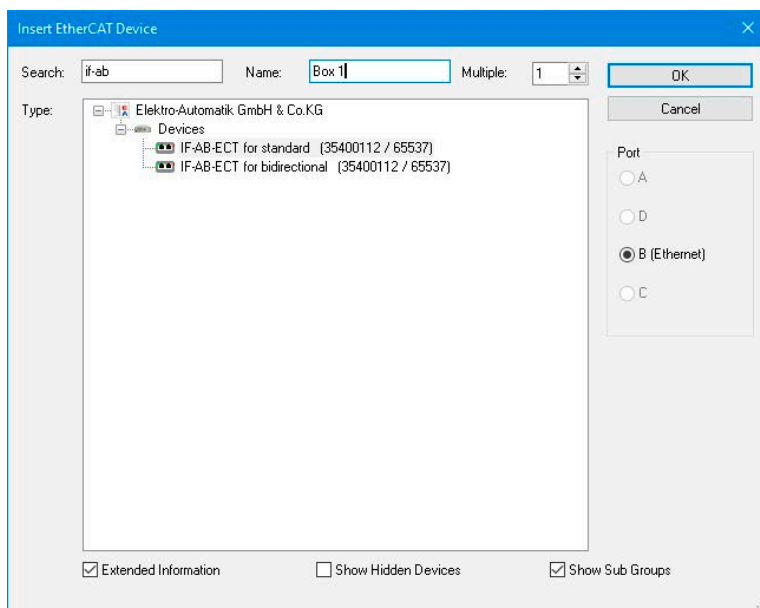 Insert EtherCAT Device
Search: if-ab Name: Box 1 Multiple: 1 OK
Type: Elektro-Automatik GmbH & Co.KG Cancel
Devices
IF-AB-ECT for standard (35400112 / 65537)
IF-AB-ECT for bidirectional (35400112 / 65537)
Port
A
D
B (Ethernet)
C
Extended Information Show Hidden Devices Show Sub Groups